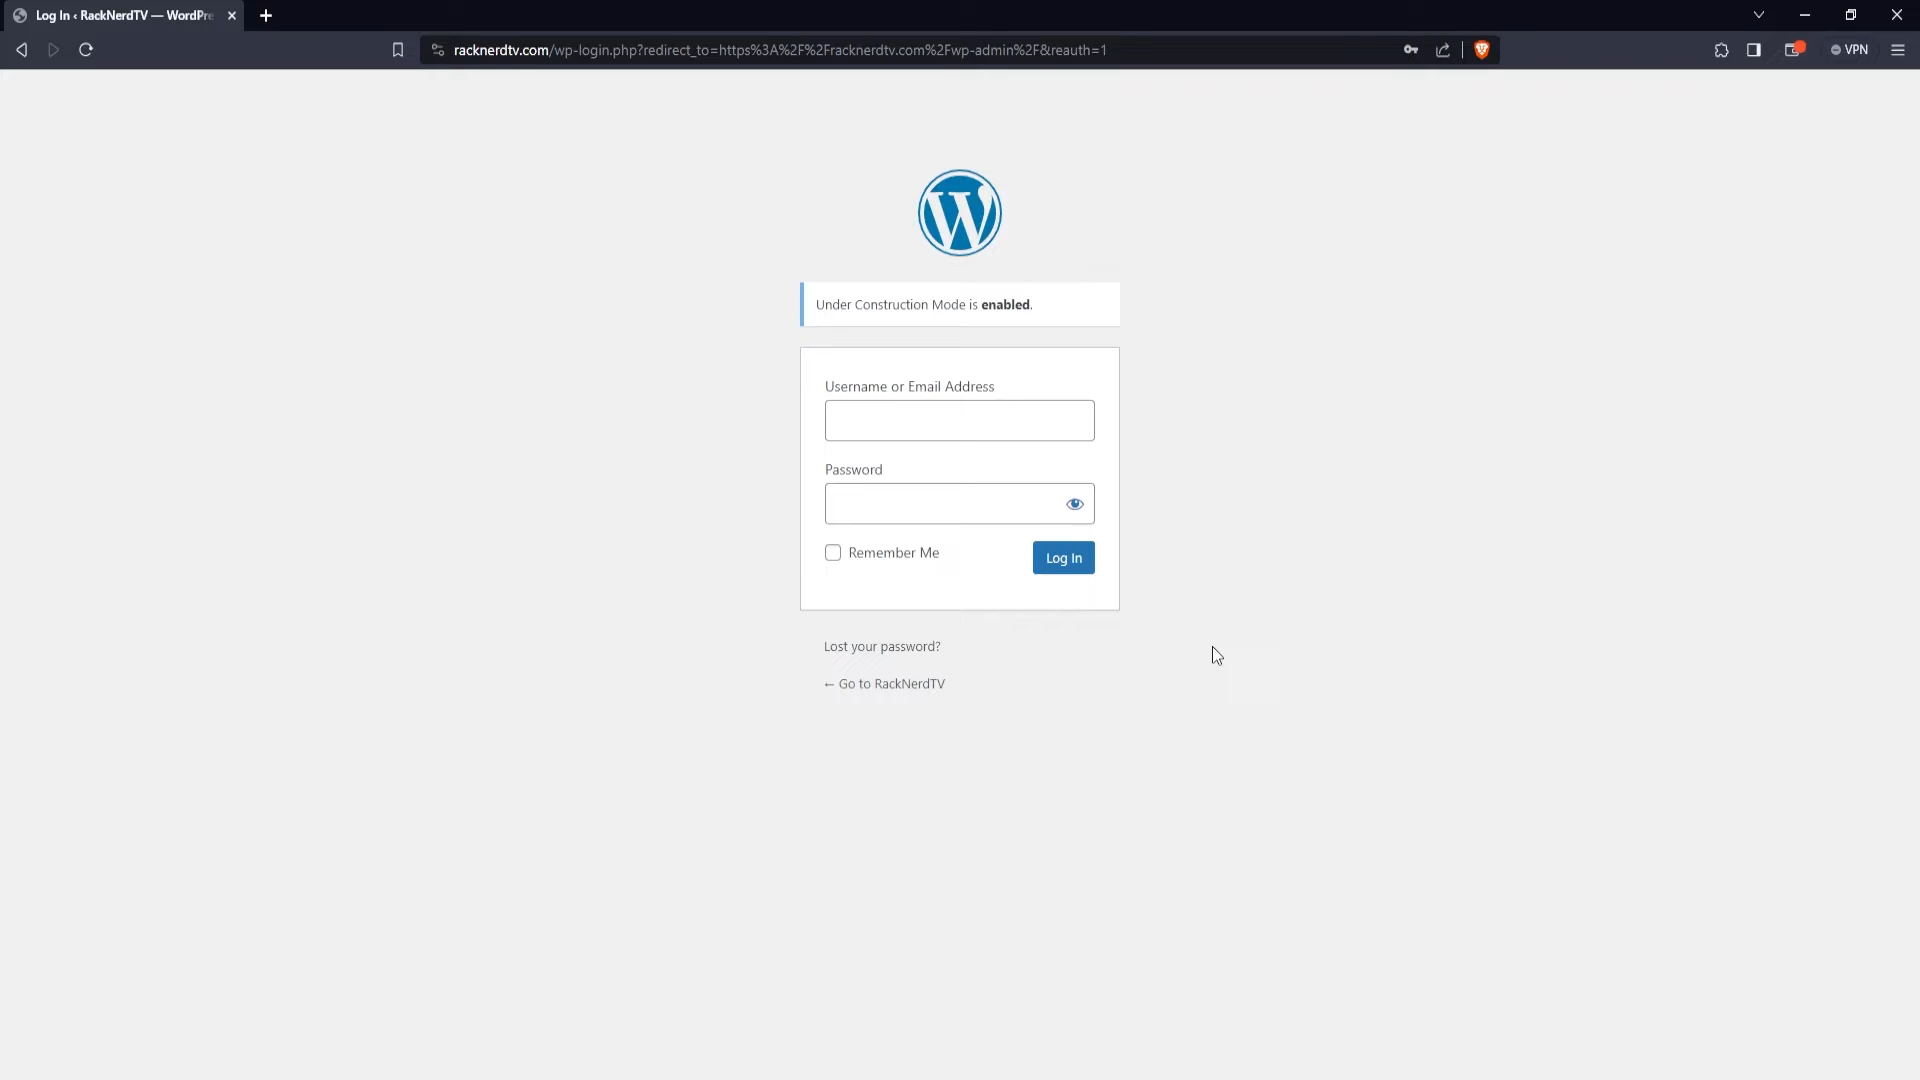 Log In ‹ RackNerdTV — WordPre
racknerdtv.com/wp-login.php?redirect_to=https%3A%2F%2Fracknerdtv.com%2Fwp-admin%2F&reauth=1
VPN
Under Construction Mode is enabled.
Username or Email Address
Password
Remember Me
Log In
Lost your password?
← Go to RackNerdTV